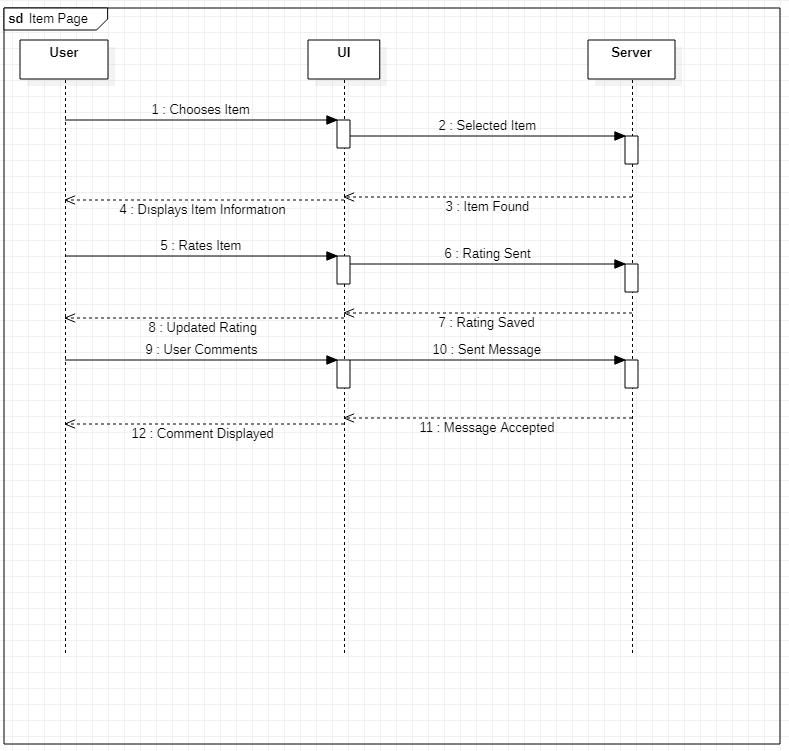 sd Item Page
User
UI
Server
1 : Chooses Item
2 : Selected Item
3 : Item Found
4 : Displays Item Information
5 : Rates Item
6 : Rating Sent
7 : Rating Saved
8 : Updated Rating
9 : User Comments
10 : Sent Message
11 : Message Accepted
12 : Comment Displayed